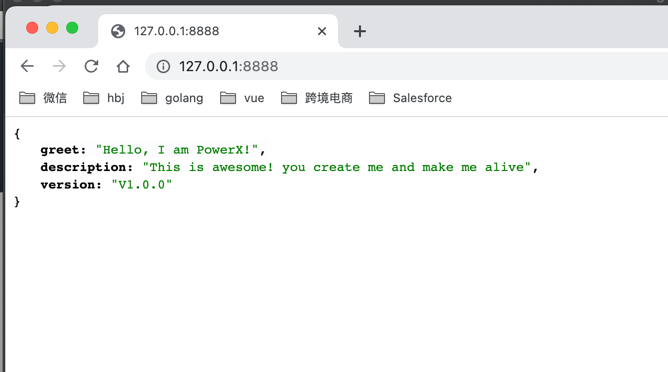 127.0.0.1:8888
127.0.0.1:8888
微信 hbj golang vue 跨境电商 Salesforce
{
greet: "Hello, I am PowerX!",
description: "This is awesome! you create me and make me alive",
version: "V1.0.0"
}